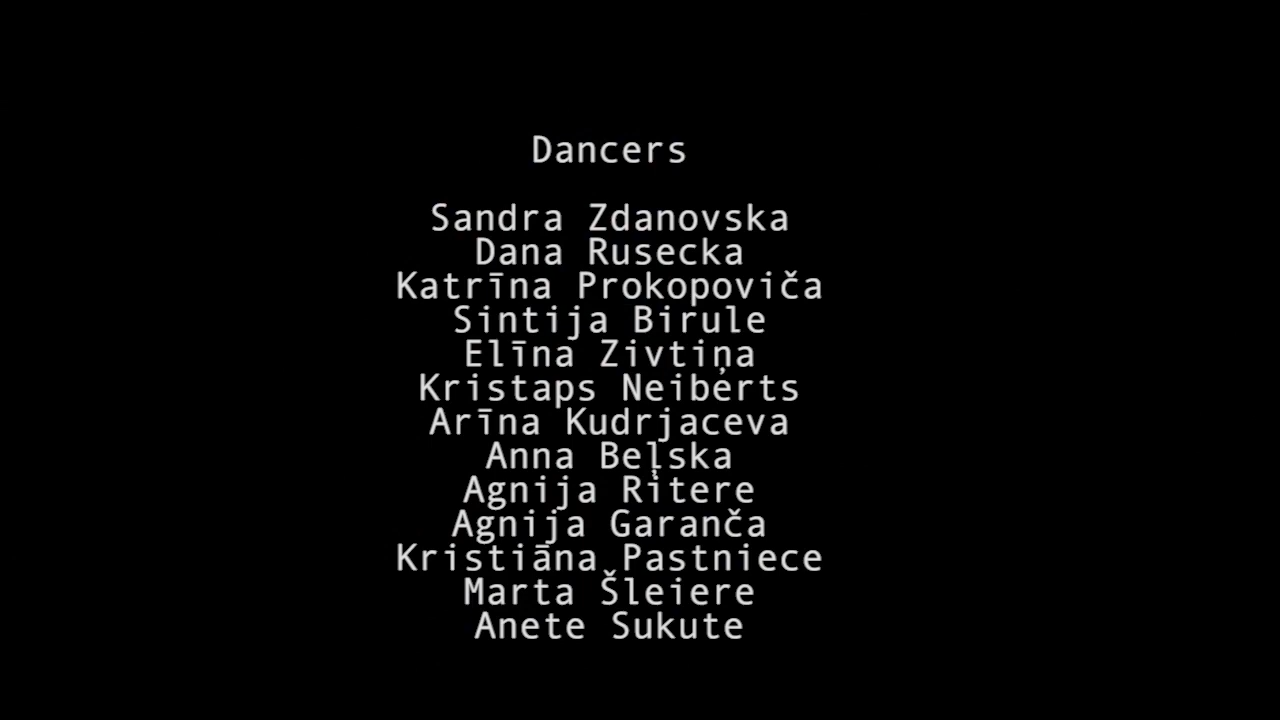 Dancers
Sandra Zdanovska
Dana Rusecka
Katrīna Prokopoviča
Sintija Birule
Elīna Zivtiņa
Kristaps Neiberts
Arīna Kudrjaceva
Anna Beļska
Agnija Ritere
Agnija Garanča
Kristiāna Pastniece
Marta Šleiere
Anete Sukute